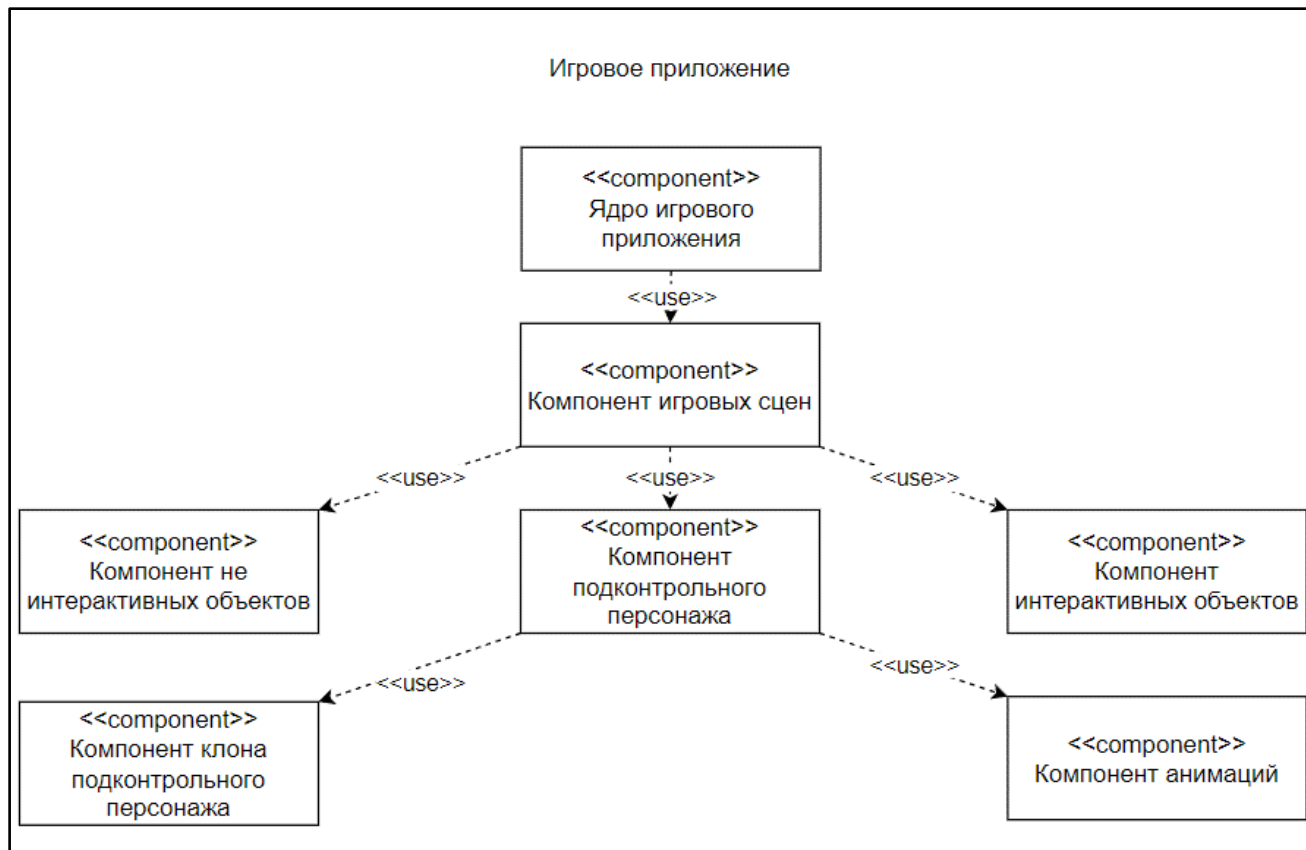 Игровое приложение
<<component>>
Ядро игрового
приложения
<<use>>
<<component>>
Компонент игровых сцен
<<use>>
<<use>>
<<use>>
<<component>>
Компонент не
интерактивных объектов
<<component>>
Компонент
подконтрольного
персонажа
<<component>>
Компонент
интерактивных объектов
<<use>>
<<use>>
<<component>>
Компонент клона
подконтрольного
персонажа
<<component>>
Компонент анимаций